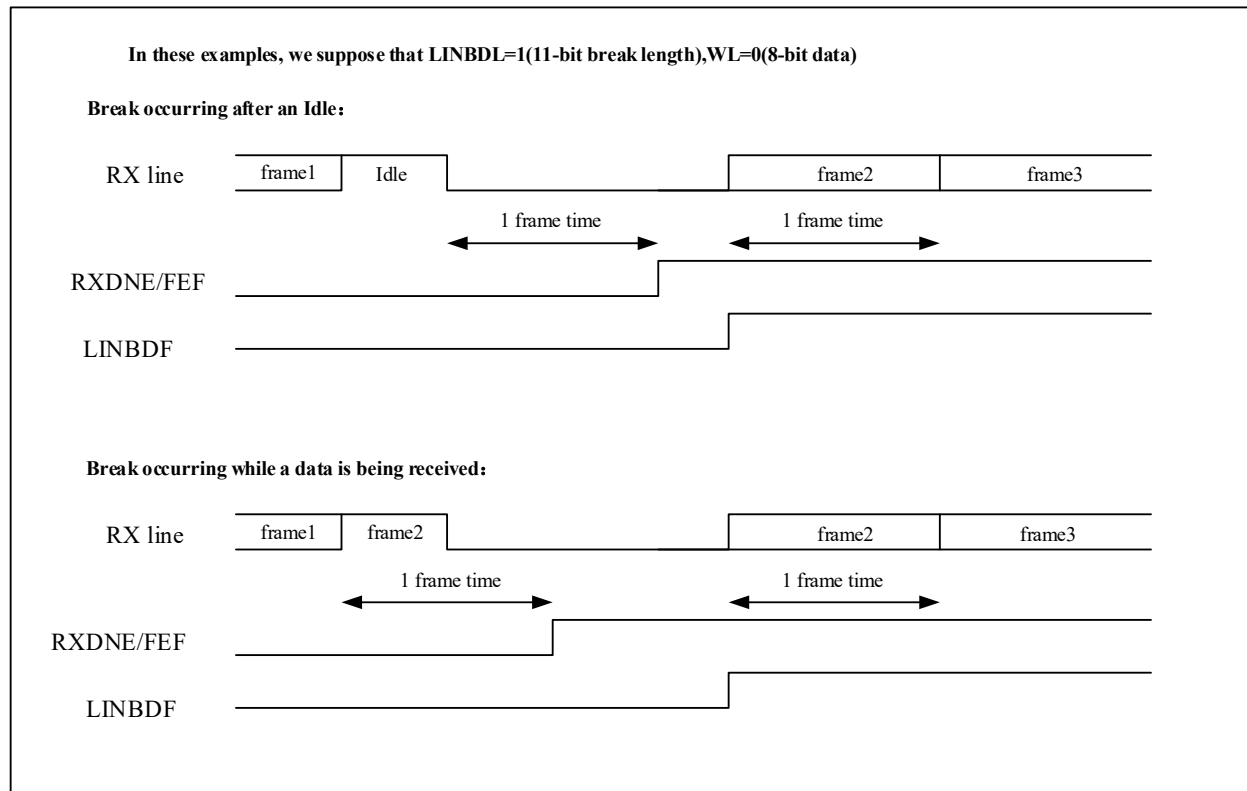 In these examples, we suppose that LINBDL=1(11-bit break length),WL=0(8-bit data)
Break occurring after an Idle：
RX line
frame1
Idle
frame2
frame3
1 frame time
1 frame time
RXDNE/FEF
LINBDF
Break occurring while a data is being received：
RX line
frame1
frame2
frame2
frame3
1 frame time
1 frame time
RXDNE/FEF
LINBDF